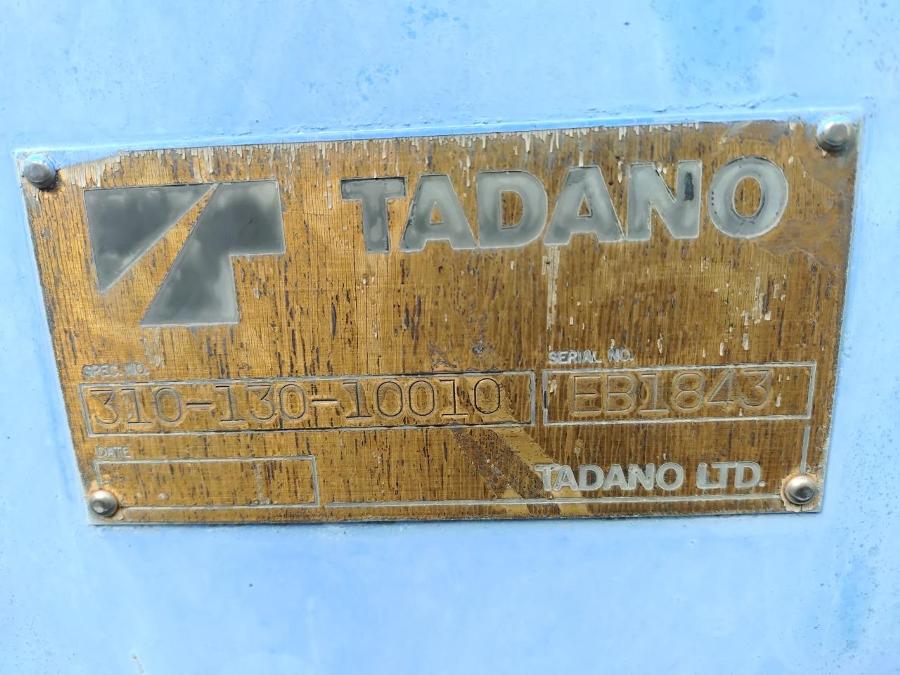 TADANO
SPEC. NO.
310-130-10010
SERIAL NO.
EB1843
DATE
TADANO LTD.